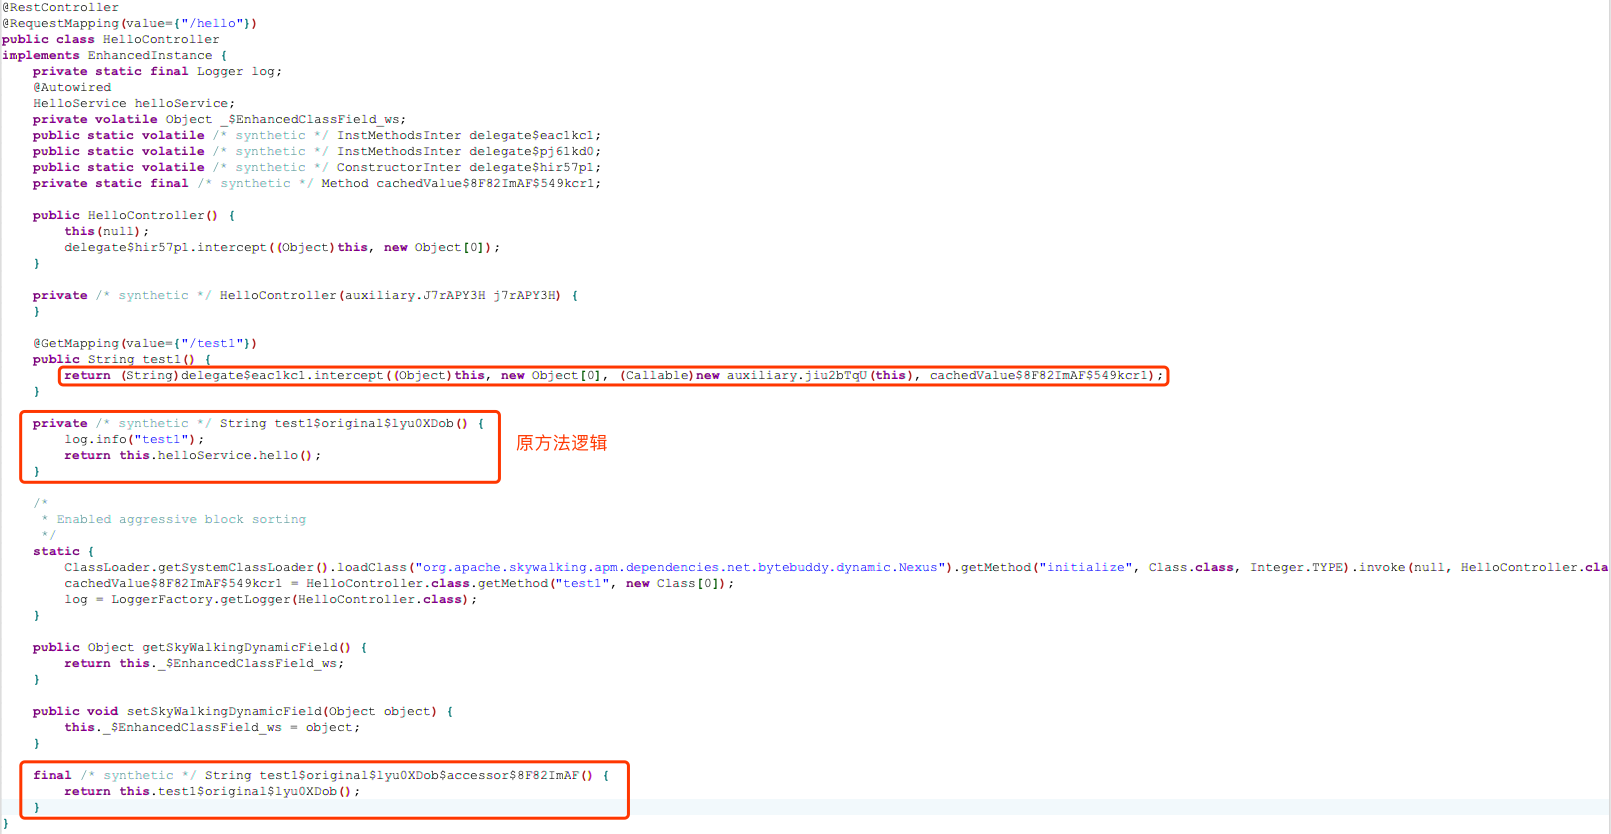 @RestController
@RequestMapping(value={"/hello"})
public class HelloController
implements EnhancedInstance {
    private static final Logger log;
    @Autowired
    HelloService helloService;
    private volatile Object _$EnhancedClassField_ws;
    public static volatile /* synthetic */ InstMethodsInter delegate$eac1kc1;
    public static volatile /* synthetic */ InstMethodsInter delegate$pj61kd0;
    public static volatile /* synthetic */ ConstructorInter delegate$hir57p1;
    private static final /* synthetic */ Method cachedValue$8F82ImAF$549kcr1;

    public HelloController() {
        this(null);
        delegate$hir57p1.intercept((Object)this, new Object[0]);
    }

    private /* synthetic */ HelloController(auxiliary.J7rAPY3H j7rAPY3H) {
    }

    @GetMapping(value={"/test1"})
    public String test1() {
        return (String)delegate$eac1kc1.intercept((Object)this, new Object[0], (Callable)new auxiliary.jiu2bTqU(this), cachedValue$8F82ImAF$549kcr1);
    }

    private /* synthetic */ String test1$original$lyu0XDob() {
        log.info("test1");
原方法逻辑
        return this.helloService.hello();
    }

    /*
     * Enabled aggressive block sorting
     */
    static {
        ClassLoader.getSystemClassLoader().loadClass("org.apache.skywalking.apm.dependencies.net.bytebuddy.dynamic.Nexus").getMethod("initialize", Class.class, Integer.TYPE).invoke(null, HelloController.cla
        cachedValue$8F82ImAF$549kcr1 = HelloController.class.getMethod("test1", new Class[0]);
        log = LoggerFactory.getLogger(HelloController.class);
    }

    public Object getSkyWalkingDynamicField() {
        return this._$EnhancedClassField_ws;
    }

    public void setSkyWalkingDynamicField(Object object) {
        this._$EnhancedClassField_ws = object;
    }

    final /* synthetic */ String test1$original$lyu0XDob$accessor$8F82ImAF() {
        return this.test1$original$lyu0XDob();
    }
}